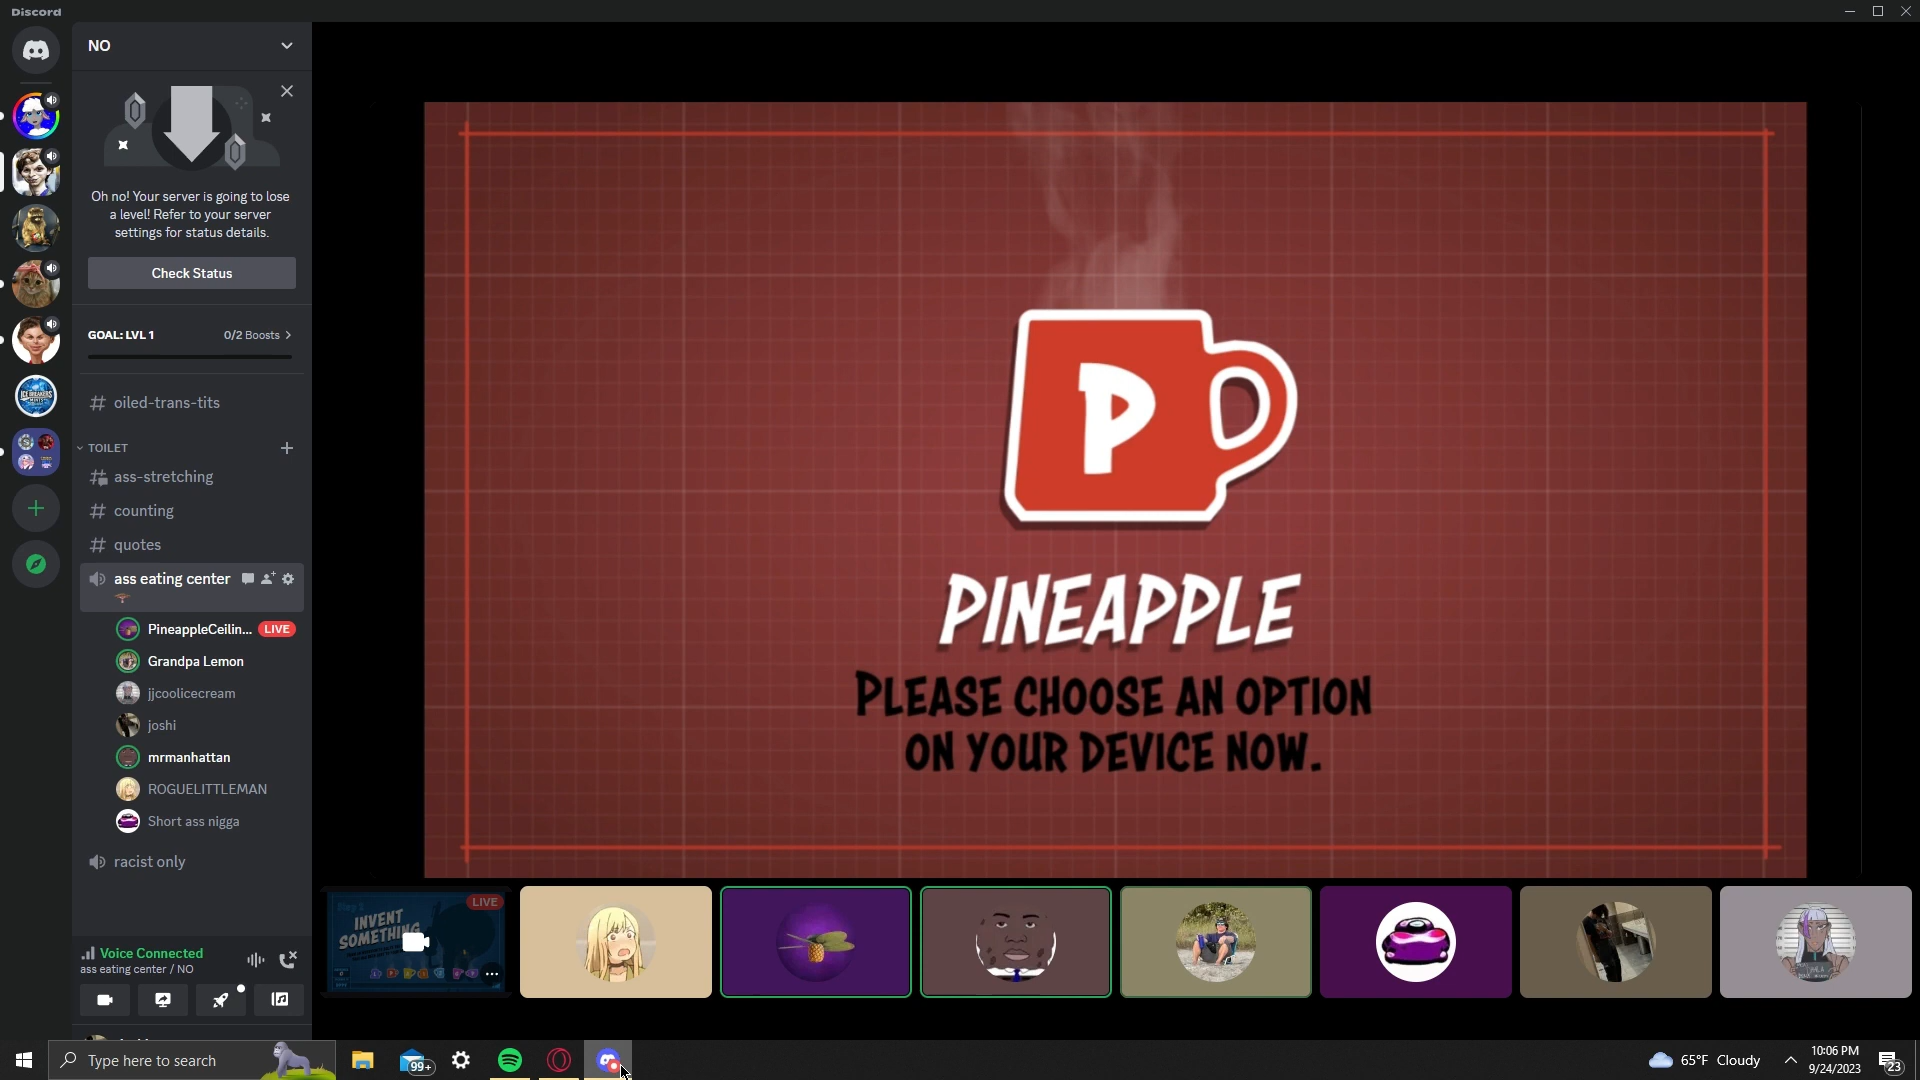 Discord
NO
Oh no! Your server is going to lose
a level! Refer to your server
settings for status details.
Check Status
GOAL: LVL 1
0/2 Boosts
oiled-trans-tits
TOILET
ass-stretching
counting
quotes
ass eating center
PineappleCeilin...
LIVE
Grandpa Lemon
jjcoolicecream
joshi
mrmanhattan
ROGUELITTLEMAN
Short ass nigga
racist only
Voice Connected
ass eating center / NO
P
PINEAPPLE
PLEASE CHOOSE AN OPTION
ON YOUR DEVICE NOW.
LIVE
INVENT
SOMETHING
ICE BREAKERS
Type here to search
99+
65°F Cloudy
10:06 PM
9/24/2023
23